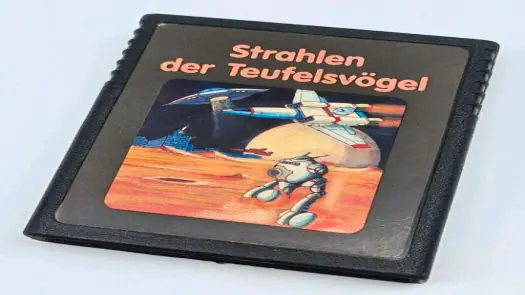 Strahlen
der Teufelsvögel